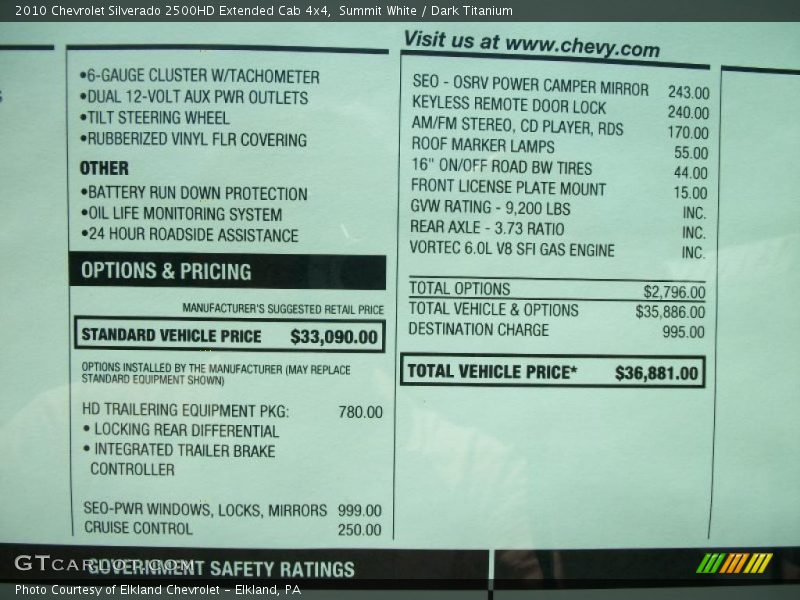 2010 Chevrolet Silverado 2500HD Extended Cab 4x4, Summit White / Dark Titanium
•6-GAUGE CLUSTER W/TACHOMETER
•DUAL 12-VOLT AUX PWR OUTLETS
•TILT STEERING WHEEL
•RUBBERIZED VINYL FLR COVERING
OTHER
•BATTERY RUN DOWN PROTECTION
•OIL LIFE MONITORING SYSTEM
•24 HOUR ROADSIDE ASSISTANCE
OPTIONS & PRICING
MANUFACTURER'S SUGGESTED RETAIL PRICE
STANDARD VEHICLE PRICE $33,090.00
OPTIONS INSTALLED BY THE MANUFACTURER (MAY REPLACE
STANDARD EQUIPMENT SHOWN)
HD TRAILERING EQUIPMENT PKG: 780.00
• LOCKING REAR DIFFERENTIAL
• INTEGRATED TRAILER BRAKE
CONTROLLER
SEO-PWR WINDOWS, LOCKS, MIRRORS 999.00
CRUISE CONTROL 250.00
Visit us at www.chevy.com
SEO - OSRV POWER CAMPER MIRROR 243.00
KEYLESS REMOTE DOOR LOCK 240.00
AM/FM STEREO, CD PLAYER, RDS 170.00
ROOF MARKER LAMPS 55.00
16" ON/OFF ROAD BW TIRES 44.00
FRONT LICENSE PLATE MOUNT 15.00
GVW RATING - 9,200 LBS INC.
REAR AXLE - 3.73 RATIO INC.
VORTEC 6.0L V8 SFI GAS ENGINE INC.
TOTAL OPTIONS $2,796.00
TOTAL VEHICLE & OPTIONS $35,886.00
DESTINATION CHARGE 995.00
TOTAL VEHICLE PRICE* $36,881.00
GOVERNMENT SAFETY RATINGS
GTCARLOT.COM
Photo Courtesy of Elkland Chevrolet - Elkland, PA